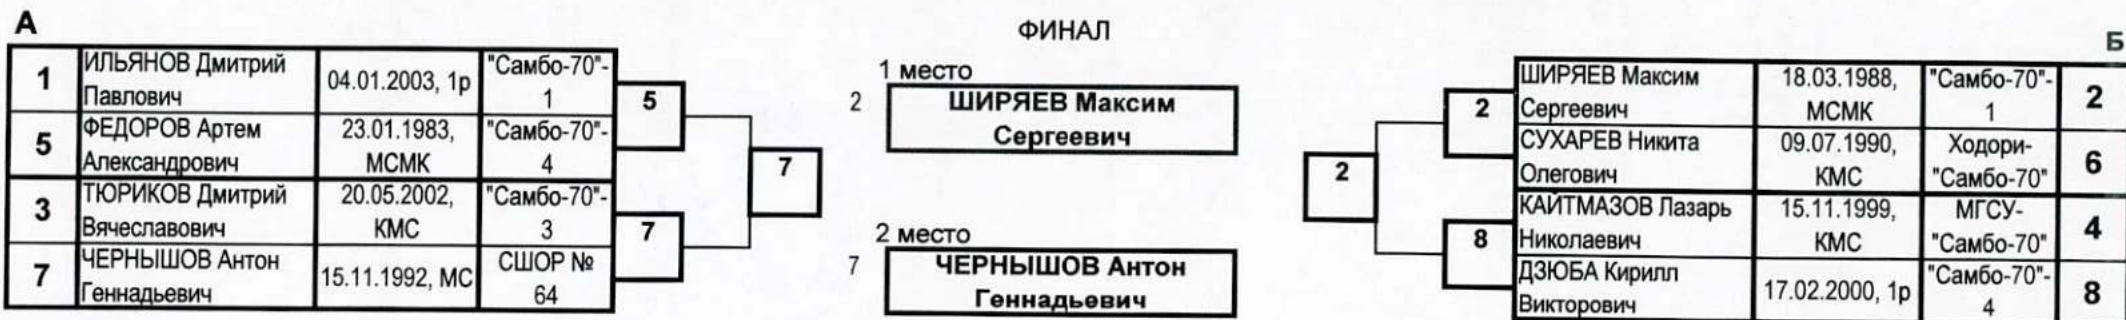 А
ФИНАЛ
Б
1 ИЛЬЯНОВ Дмитрий Павлович 04.01.2003, 1р "Самбо-70"-1
5 ФЕДОРОВ Артем Александрович 23.01.1983, МСМК "Самбо-70"-4
3 ТЮРИКОВ Дмитрий Вячеславович 20.05.2002, КМС "Самбо-70"-3
7 ЧЕРНЫШОВ Антон Геннадьевич 15.11.1992, МС СШОР № 64
5
7
7
1 место
2 ШИРЯЕВ Максим
Сергеевич
2 место
7 ЧЕРНЫШОВ Антон
Геннадьевич
2
2
8
ШИРЯЕВ Максим Сергеевич 18.03.1988, МСМК "Самбо-70"-1 2
СУХАРЕВ Никита Олегович 09.07.1990, КМС Ходори-"Самбо-70" 6
КАЙТМАЗОВ Лазарь Николаевич 15.11.1999, КМС МГСУ-"Самбо-70" 4
ДЗЮБА Кирилл Викторович 17.02.2000, 1р "Самбо-70"-4 8